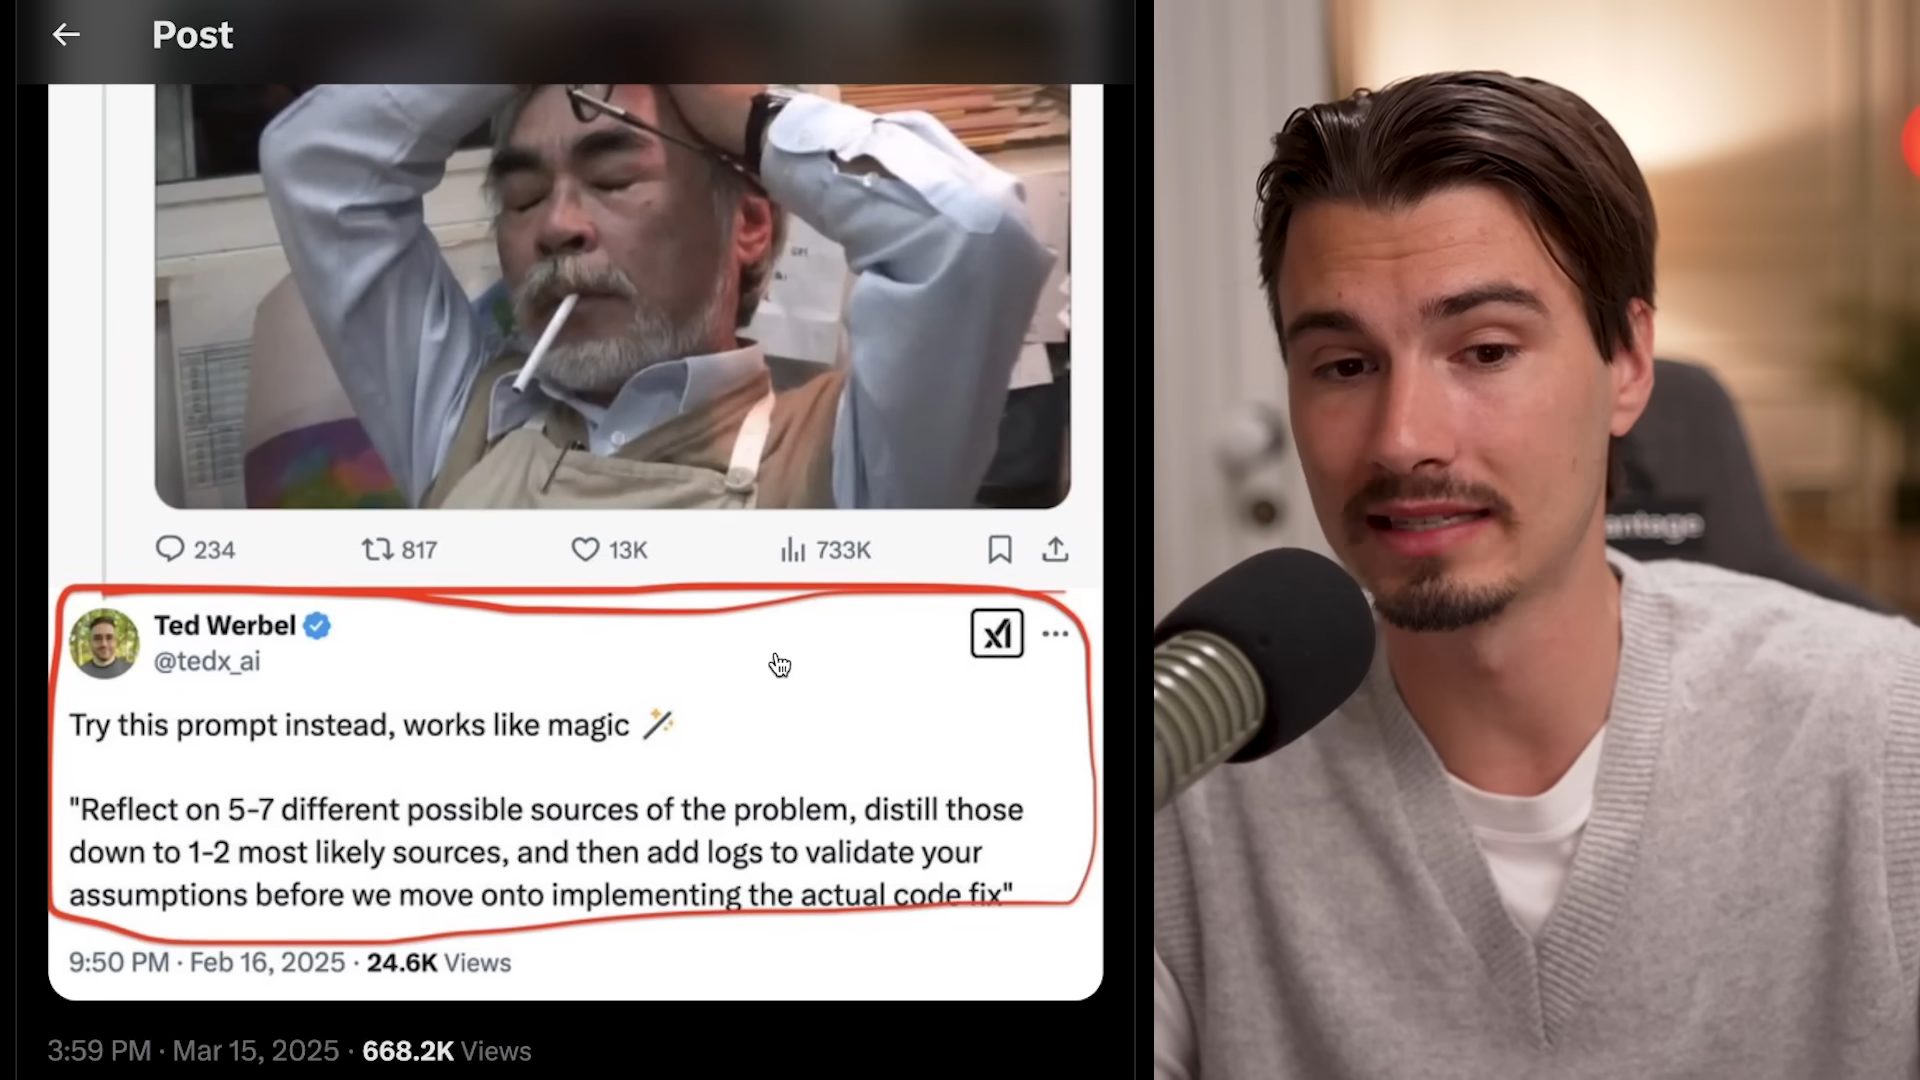 Post
234
817
13K
733K
Ted Werbel
@tedx_ai
Try this prompt instead, works like magic
"Reflect on 5-7 different possible sources of the problem, distill those
down to 1-2 most likely sources, and then add logs to validate your
assumptions before we move onto implementing the actual code fix"
9:50 PM · Feb 16, 2025 · 24.6K Views
3:59 PM · Mar 15, 2025 · 668.2K Views